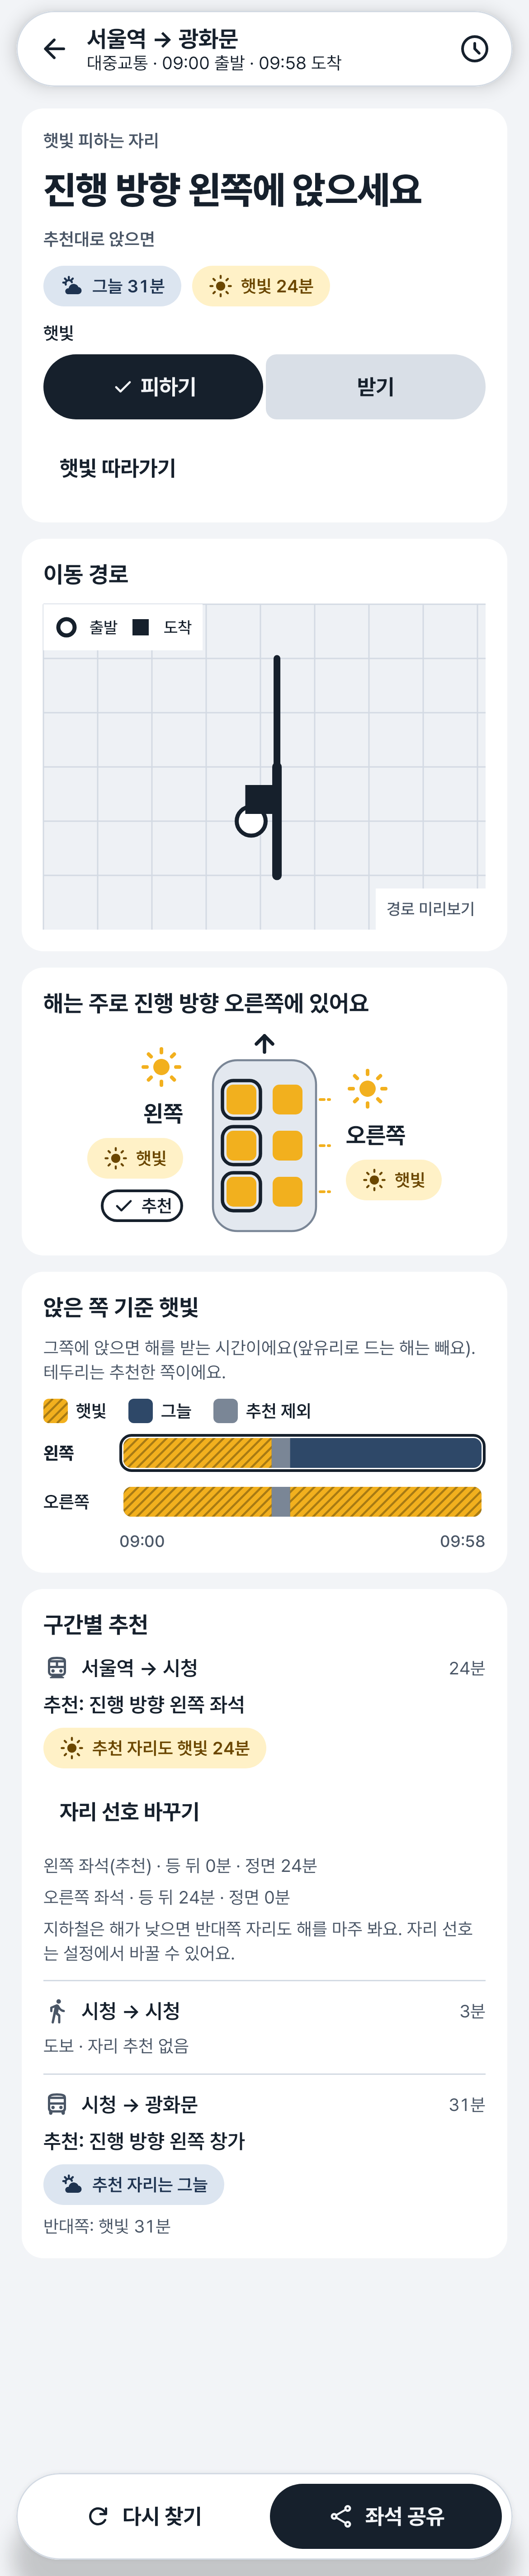 서울역 → 광화문
대중교통 · 09:00 출발 · 09:58 도착
햇빛 피하는 자리
진행 방향 왼쪽에 앉으세요
추천대로 앉으면
그늘 31분 햇빛 24분
햇빛
피하기 받기
햇빛 따라가기
이동 경로
출발 도착
경로 미리보기
해는 주로 진행 방향 오른쪽에 있어요
왼쪽
햇빛
추천
오른쪽
햇빛
앉은 쪽 기준 햇빛
그쪽에 앉으면 해를 받는 시간이에요(앞유리로 드는 해는 빼요).
테두리는 추천한 쪽이에요.
햇빛 그늘 추천 제외
왼쪽
오른쪽
09:00 09:58
구간별 추천
서울역 → 시청 24분
추천: 진행 방향 왼쪽 좌석
추천 자리도 햇빛 24분
자리 선호 바꾸기
왼쪽 좌석(추천) · 등 뒤 0분 · 정면 24분
오른쪽 좌석 · 등 뒤 24분 · 정면 0분
지하철은 해가 낮으면 반대쪽 자리도 해를 마주 봐요. 자리 선호
는 설정에서 바꿀 수 있어요.
시청 → 시청 3분
도보 · 자리 추천 없음
시청 → 광화문 31분
추천: 진행 방향 왼쪽 창가
추천 자리는 그늘
반대쪽: 햇빛 31분
다시 찾기 좌석 공유